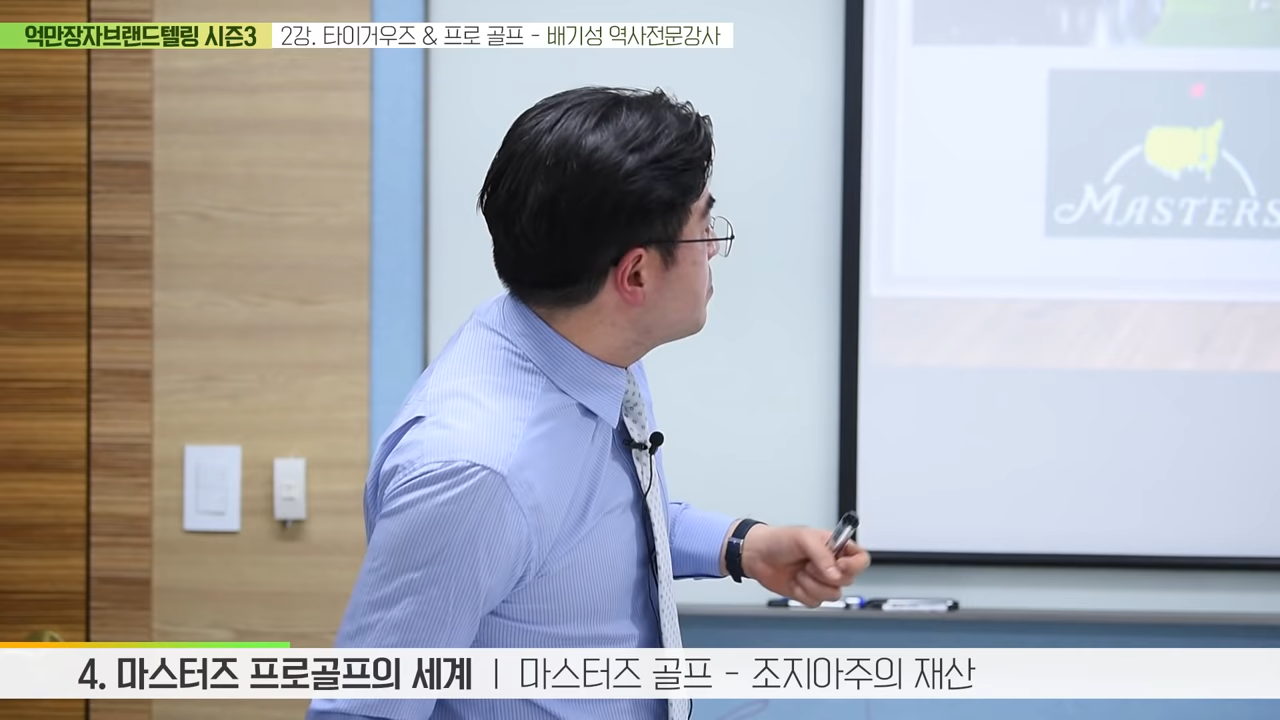 억만장자브랜드텔링 시즌3 2강. 타이거우즈 & 프로 골프 - 배기성 역사전문강사
MASTERS
4. 마스터즈 프로골프의 세계 | 마스터즈 골프 - 조지아주의 재산